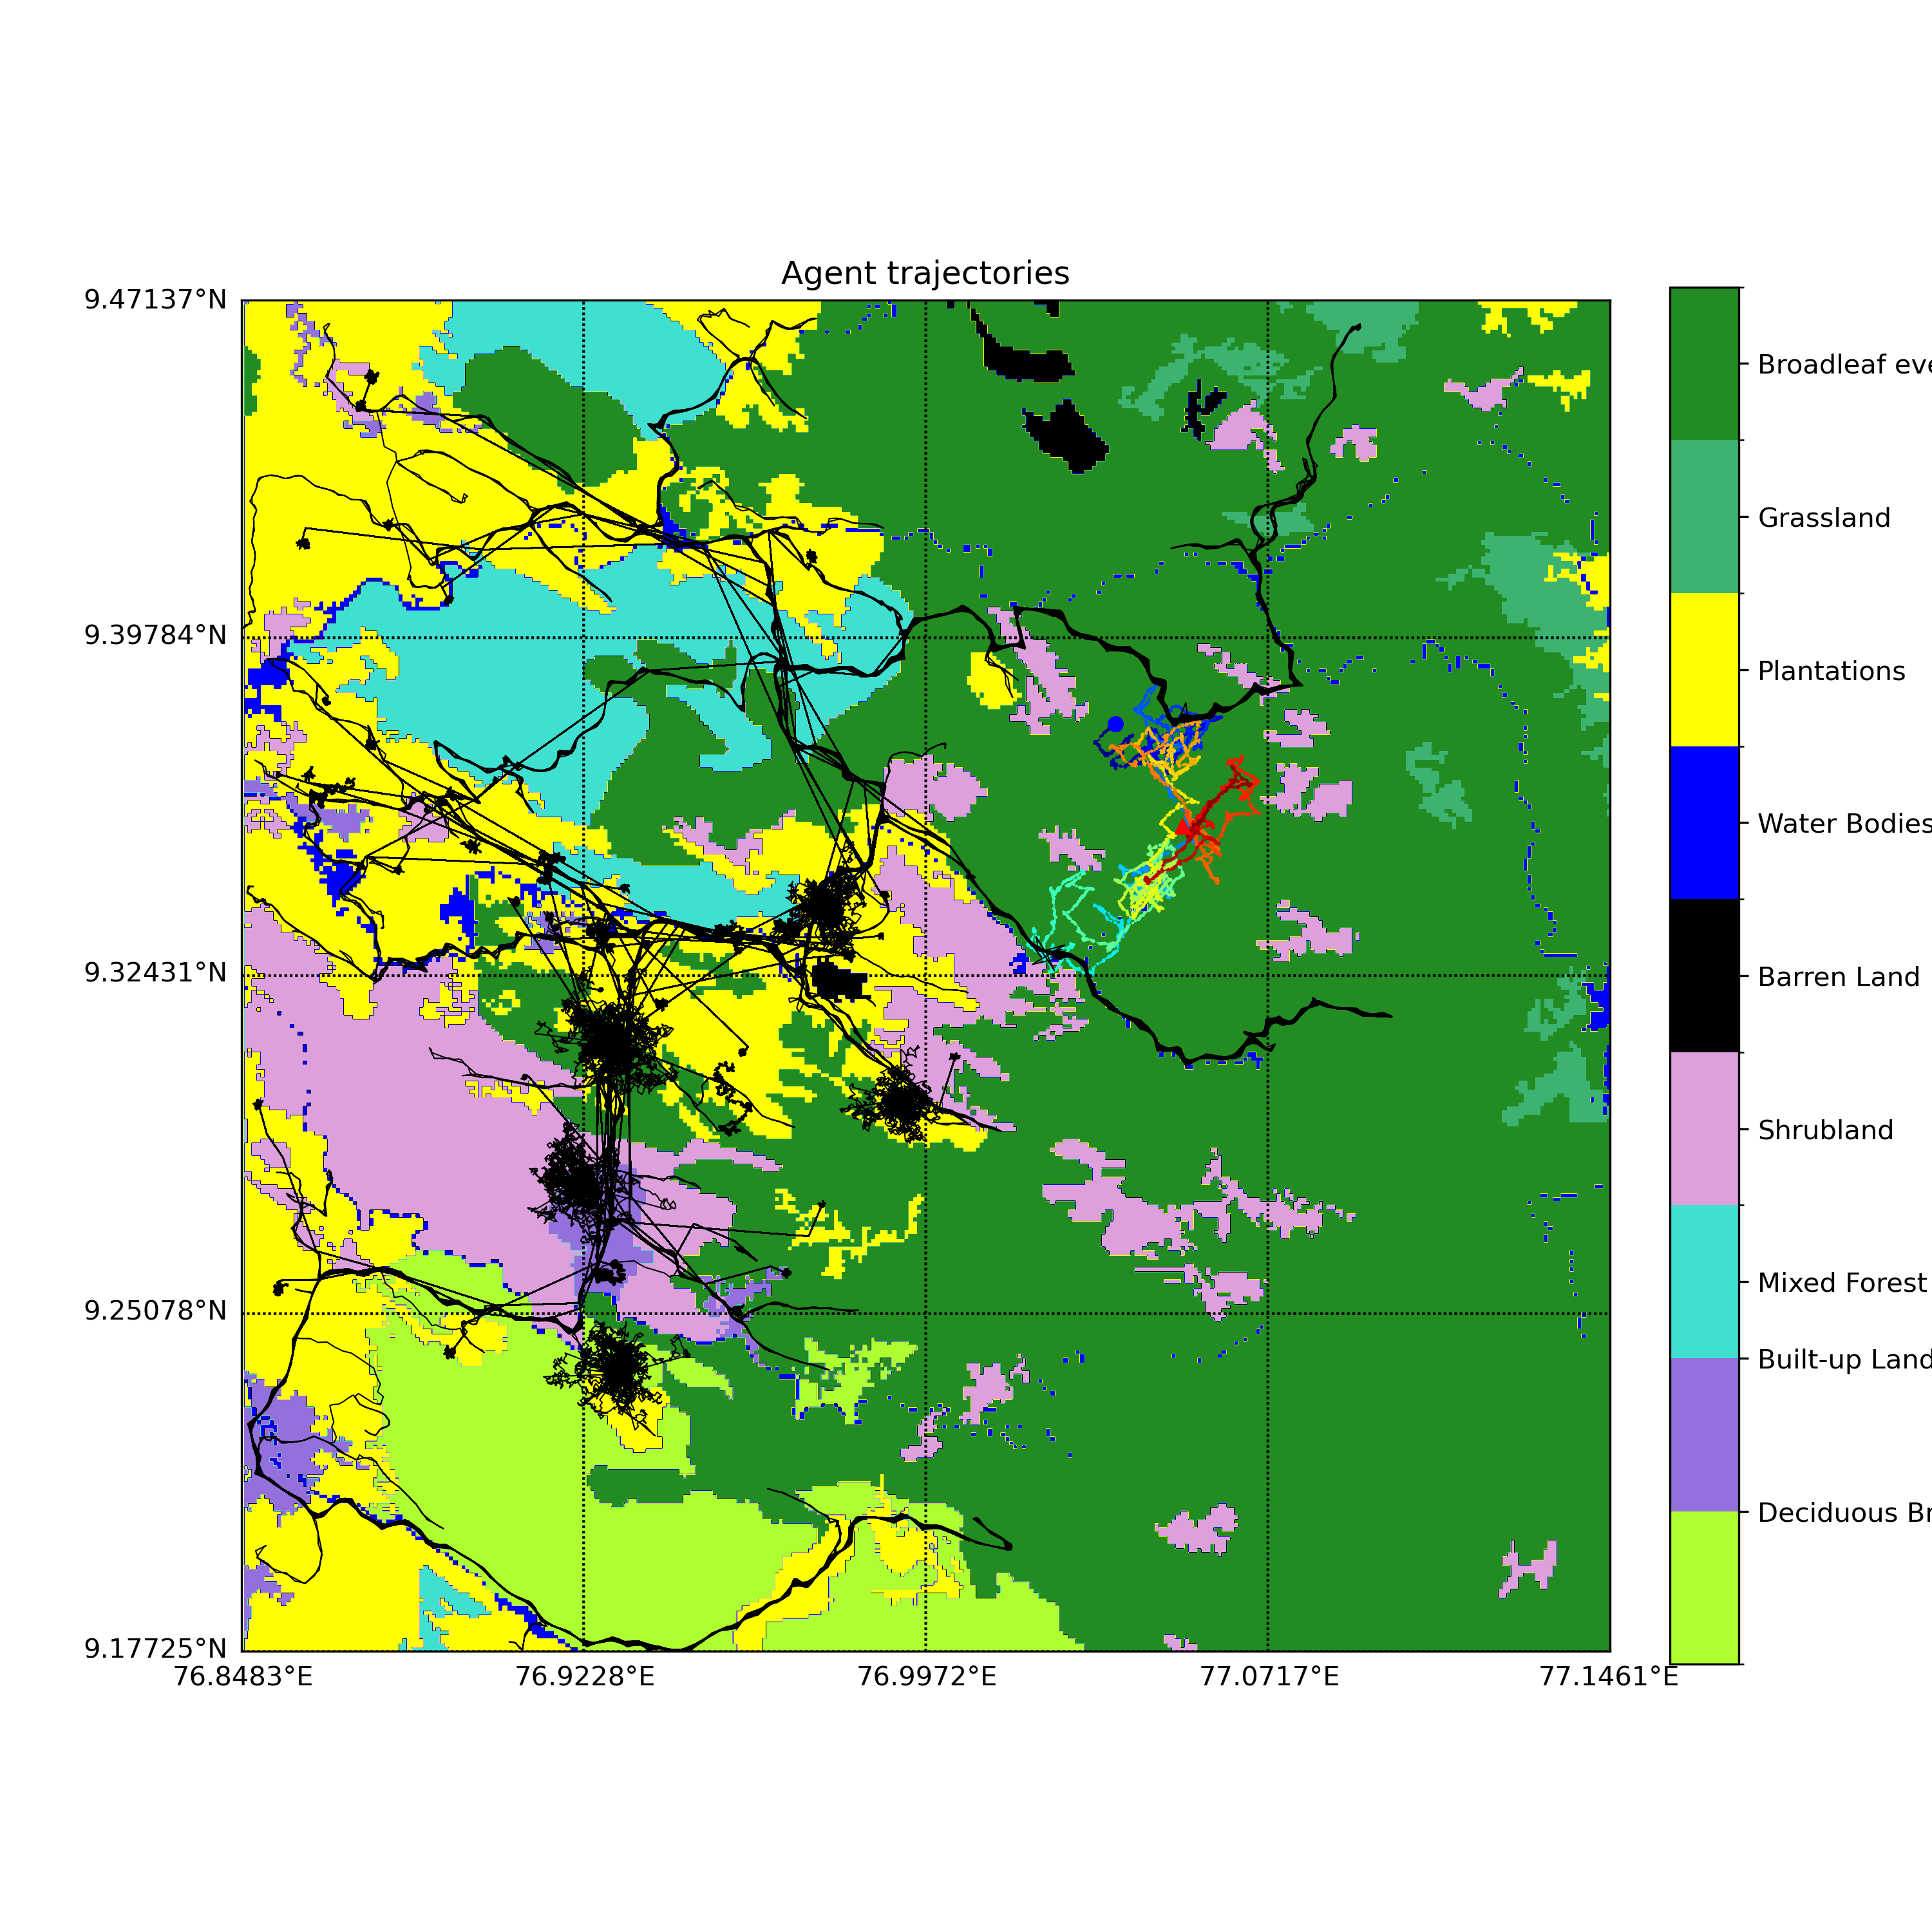 Agent trajectories
9.47137°N
9.39784°N
9.32431°N
9.25078°N
9.17725°N
76.8483°E
76.9228°E
76.9972°E
77.0717°E
77.1461°E
Broadleaf eve
Grassland
Plantations
Water Bodies
Barren Land
Shrubland
Mixed Forest
Built-up Land
Deciduous Br